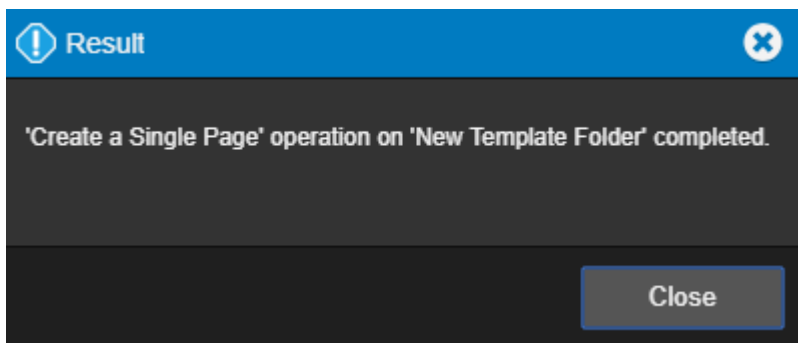 Result
'Create a Single Page' operation on 'New Template Folder' completed.
Close